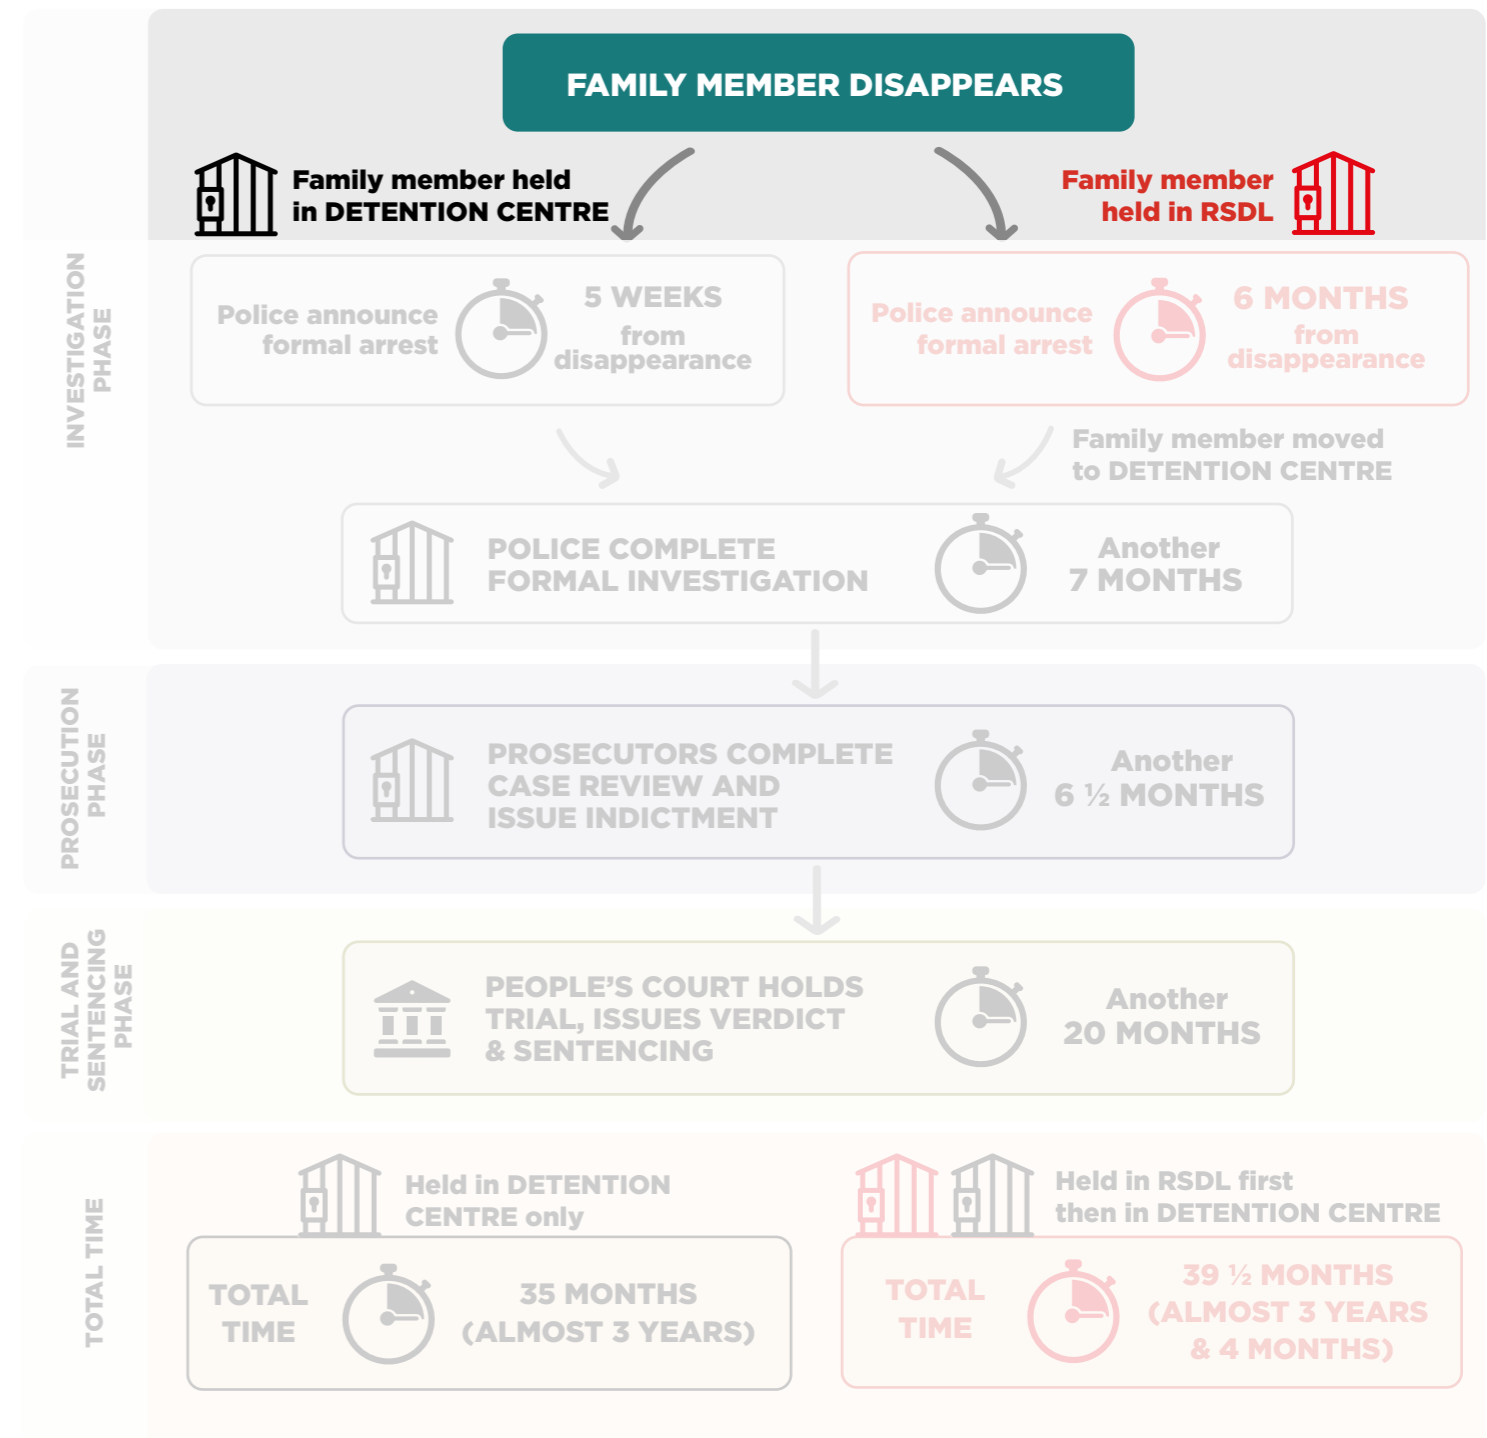 FAMILY MEMBER DISAPPEARS
Family member held
in DETENTION CENTRE
Family member
held in RSDL
INVESTIGATION
PHASE
Police announce
formal arrest
5 WEEKS
from
disappearance
Police announce
formal arrest
6 MONTHS
from
disappearance
Family member moved
to DETENTION CENTRE
POLICE COMPLETE
FORMAL INVESTIGATION
Another
7 MONTHS
PROSECUTION
PHASE
PROSECUTORS COMPLETE
CASE REVIEW AND
ISSUE INDICTMENT
Another
6 ½ MONTHS
TRIAL AND
SENTENCING
PHASE
PEOPLE’S COURT HOLDS
TRIAL, ISSUES VERDICT
& SENTENCING
Another
20 MONTHS
TOTAL TIME
Held in DETENTION
CENTRE only
TOTAL
TIME
35 MONTHS
(ALMOST 3 YEARS)
Held in RSDL first
then in DETENTION CENTRE
TOTAL
TIME
39 ½ MONTHS
(ALMOST 3 YEARS
& 4 MONTHS)